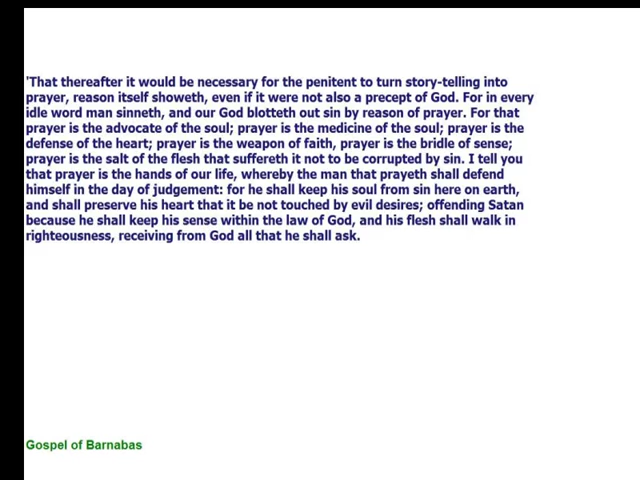 'That thereafter it would be necessary for the penitent to turn story-telling into
prayer, reason itself showeth, even if it were not also a precept of God. For in every
idle word man sinneth, and our God blotteth out sin by reason of prayer. For that
prayer is the advocate of the soul; prayer is the medicine of the soul; prayer is the
defense of the heart; prayer is the weapon of faith, prayer is the bridle of sense;
prayer is the salt of the flesh that suffereth it not to be corrupted by sin. I tell you
that prayer is the hands of our life, whereby the man that prayeth shall defend
himself in the day of judgement: for he shall keep his soul from sin here on earth,
and shall preserve his heart that it be not touched by evil desires; offending Satan
because he shall keep his sense within the law of God, and his flesh shall walk in
righteousness, receiving from God all that he shall ask.
Gospel of Barnabas